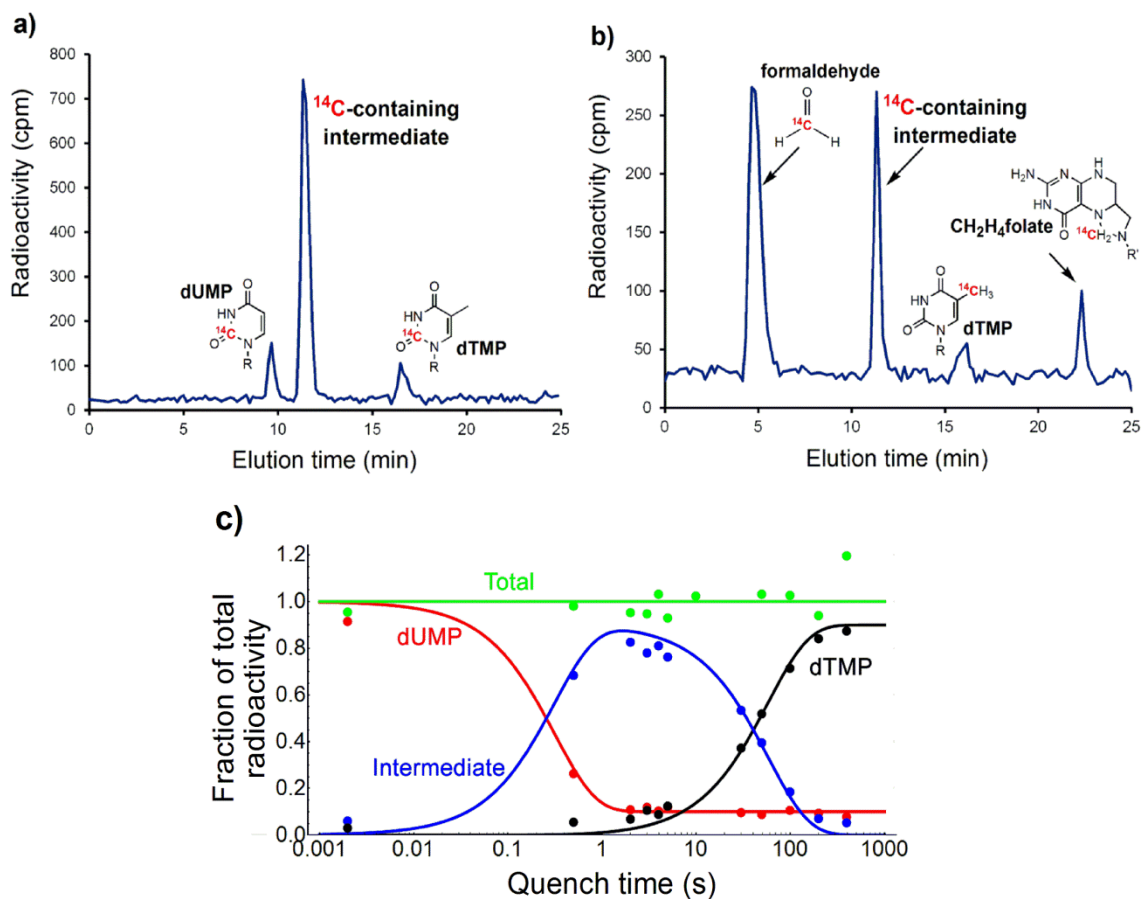 a)
800
700
600
500
400
300
200
100
0
Radioactivity (cpm)
14C-containing
intermediate
dUMP
O
HN
14C
O
N
R
O
HN
14C
O
N
R
dTMP
0 5 10 15 20 25
Elution time (min)
b)
300
250
200
150
100
50
0
Radioactivity (cpm)
formaldehyde
O
14C
H H
14C-containing
intermediate
H
H2N N N
HN
O N
14CH2-N
R'
CH2H4folate
O 14CH3
HN
O N
R
dTMP
0 5 10 15 20 25
Elution time (min)
c)
1.2
1.0
0.8
0.6
0.4
0.2
0.0
Fraction of total
radioactivity
Total
dUMP
Intermediate
dTMP
0.001 0.01 0.1 1 10 100 1000
Quench time (s)